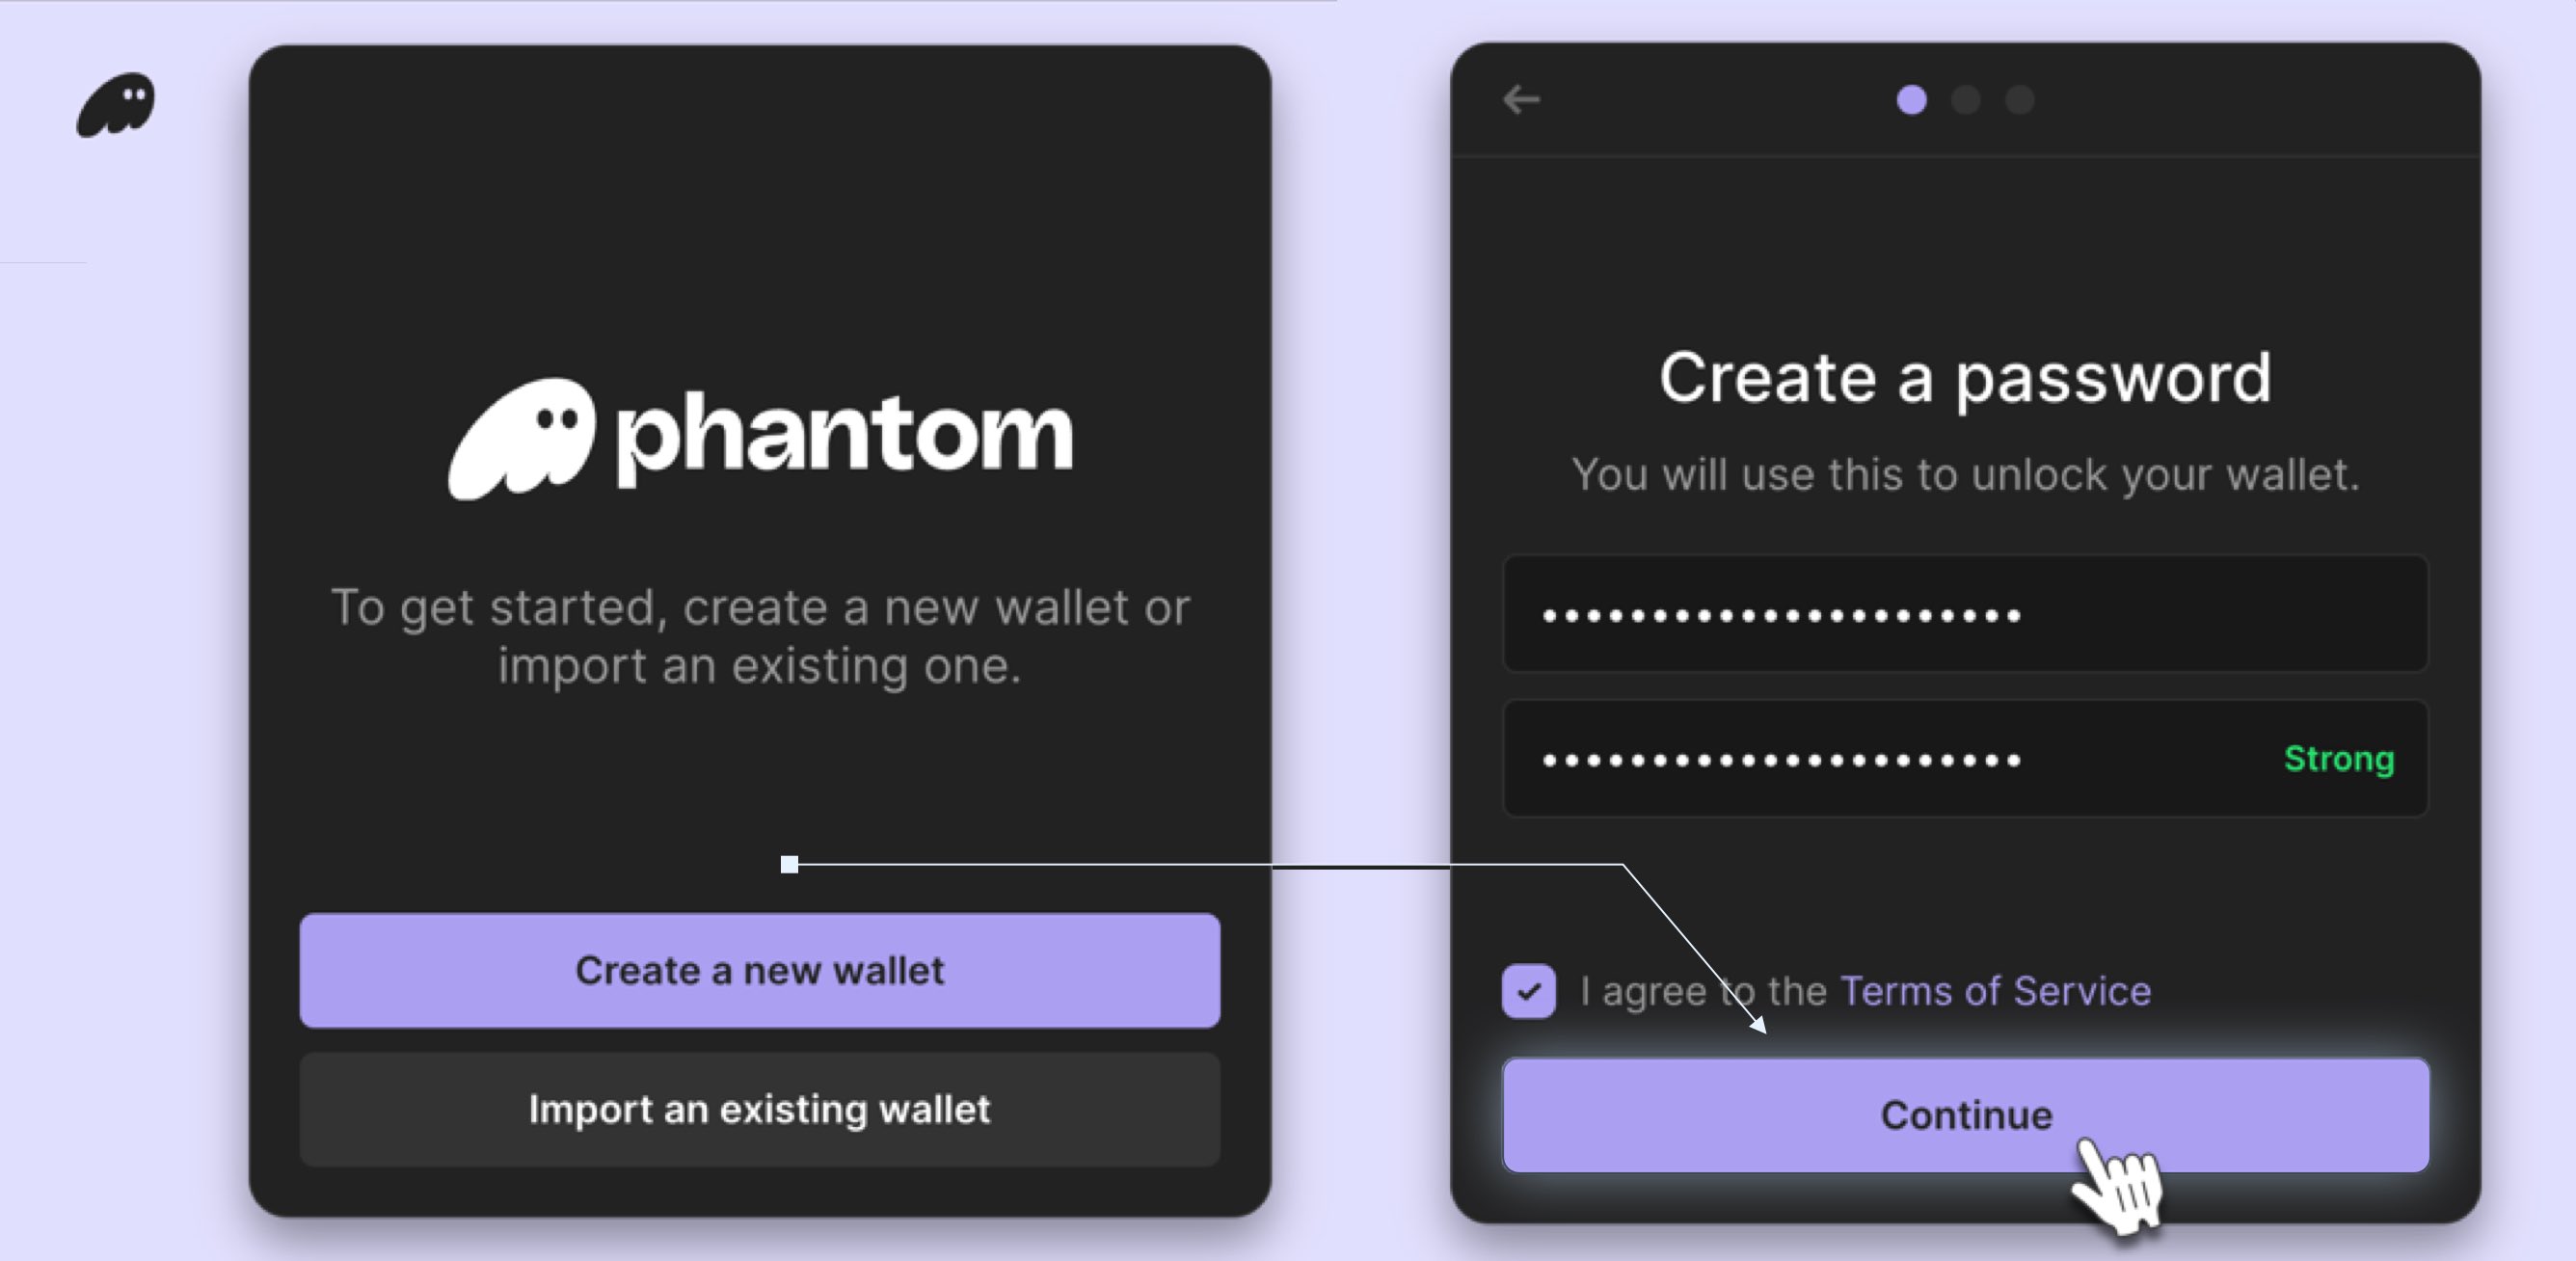 phantom
To get started, create a new wallet or
import an existing one.
Create a new wallet
Import an existing wallet
Create a password
You will use this to unlock your wallet.
••••••••••••••••••••••
••••••••••••••••••••••
Strong
I agree to the Terms of Service
Continue